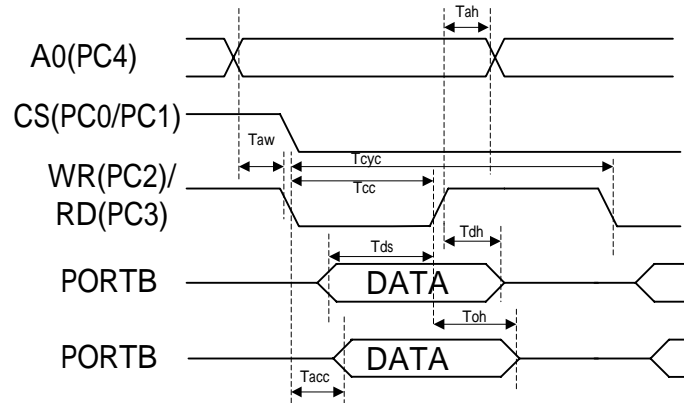 Tah
A0(PC4)
CS(PC0/PC1)
Taw
Tcyc
WR(PC2)/
RD(PC3)
Tcc
Tds
Tdh
PORTB
DATA
Toh
PORTB
DATA
Tacc